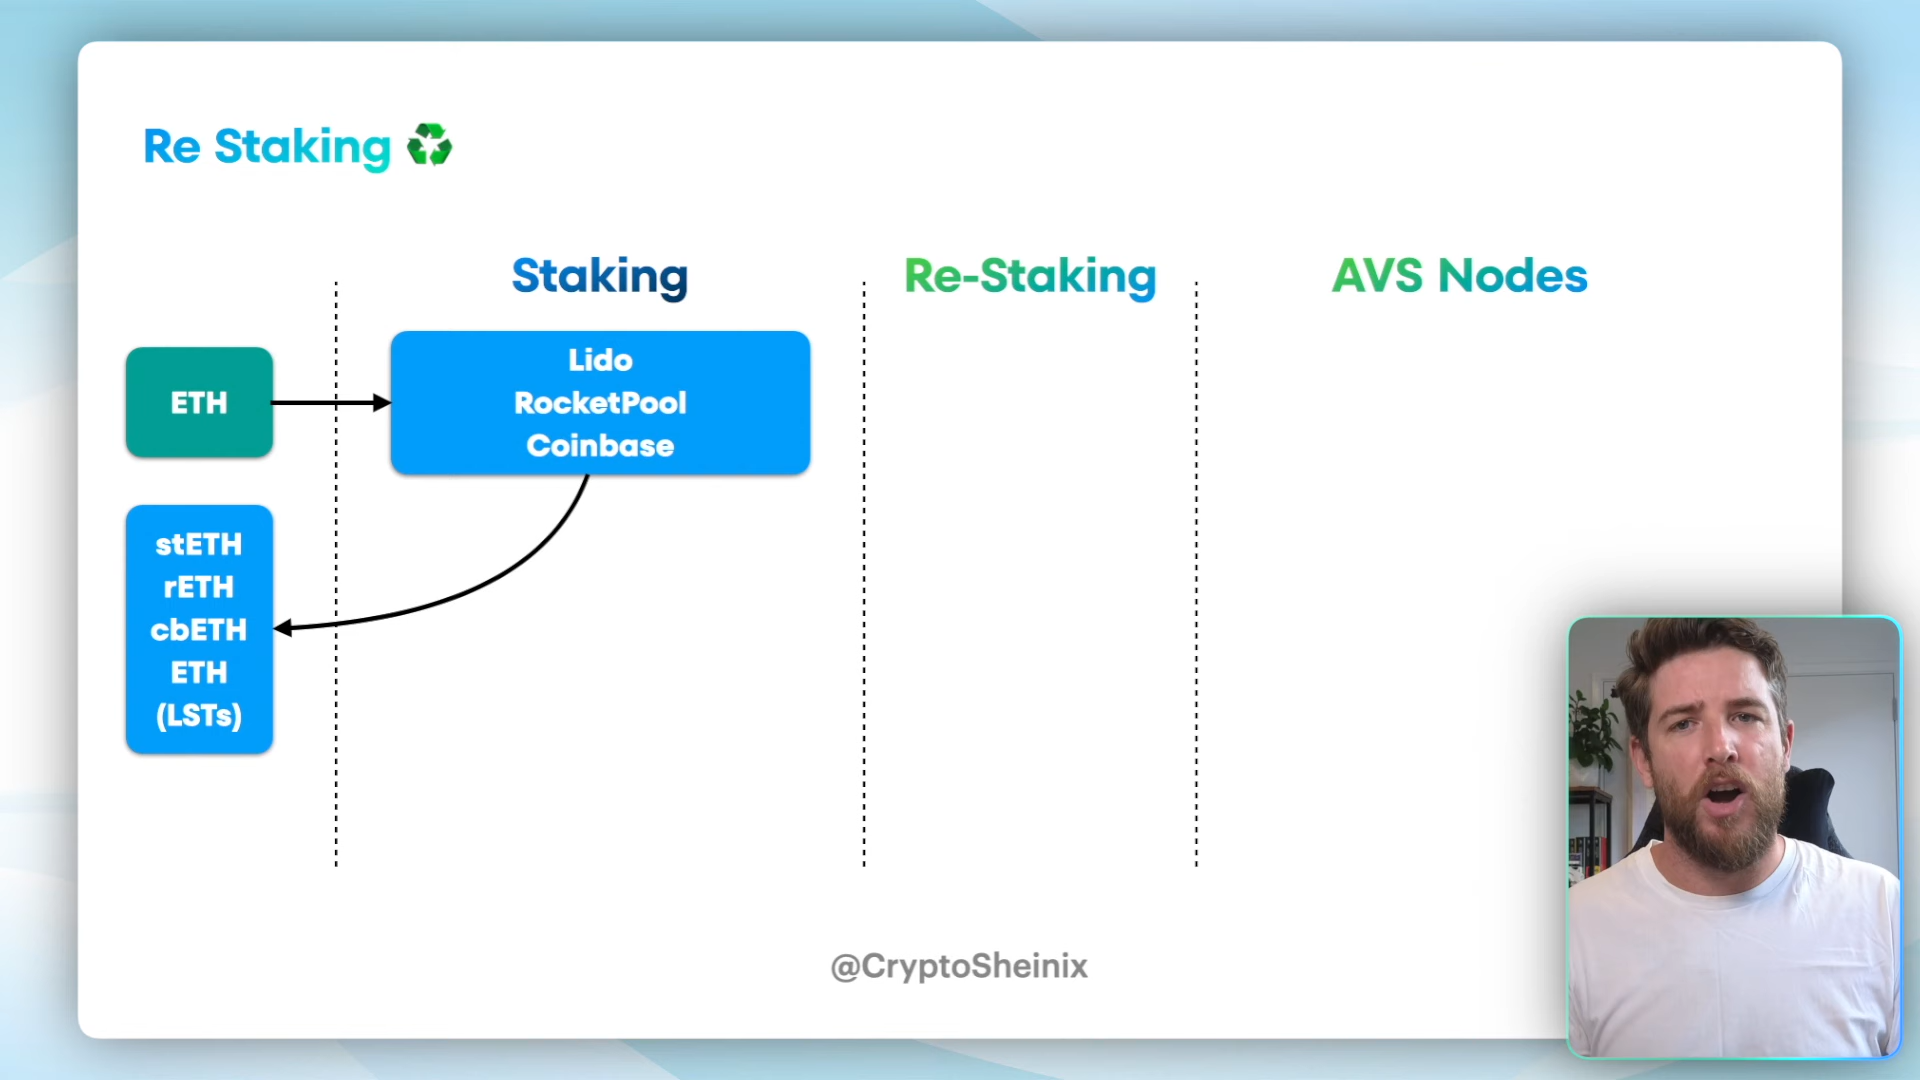 Re Staking
Staking
Re-Staking
AVS Nodes
ETH
Lido
RocketPool
Coinbase
stETH
rETH
cbETH
ETH
(LSTs)
@CryptoSheinix